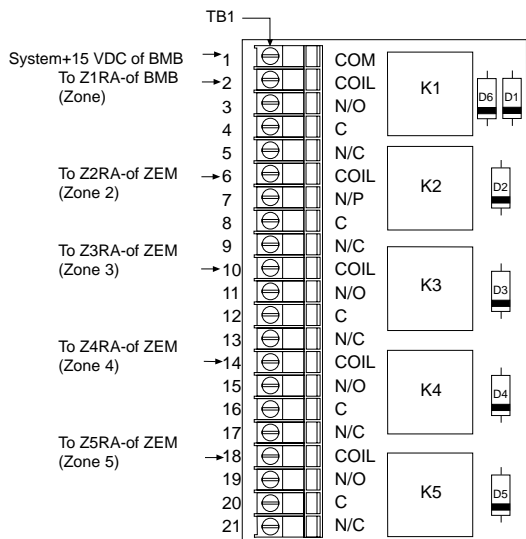 TB1
System+15 VDC of BMB 1 COM
To Z1RA-of BMB 2 COIL
(Zone) 3 N/O
4 C
K1 D6 D1
5 N/C
To Z2RA-of ZEM 6 COIL
(Zone 2) 7 N/P
8 C
K2 D2
9 N/C
To Z3RA-of ZEM
(Zone 3) 10 COIL
11 N/O
12 C
K3 D3
13 N/C
To Z4RA-of ZEM
(Zone 4) 14 COIL
15 N/O
16 C
K4 D4
17 N/C
To Z5RA-of ZEM
(Zone 5) 18 COIL
19 N/O
20 C
21 N/C
K5 D5